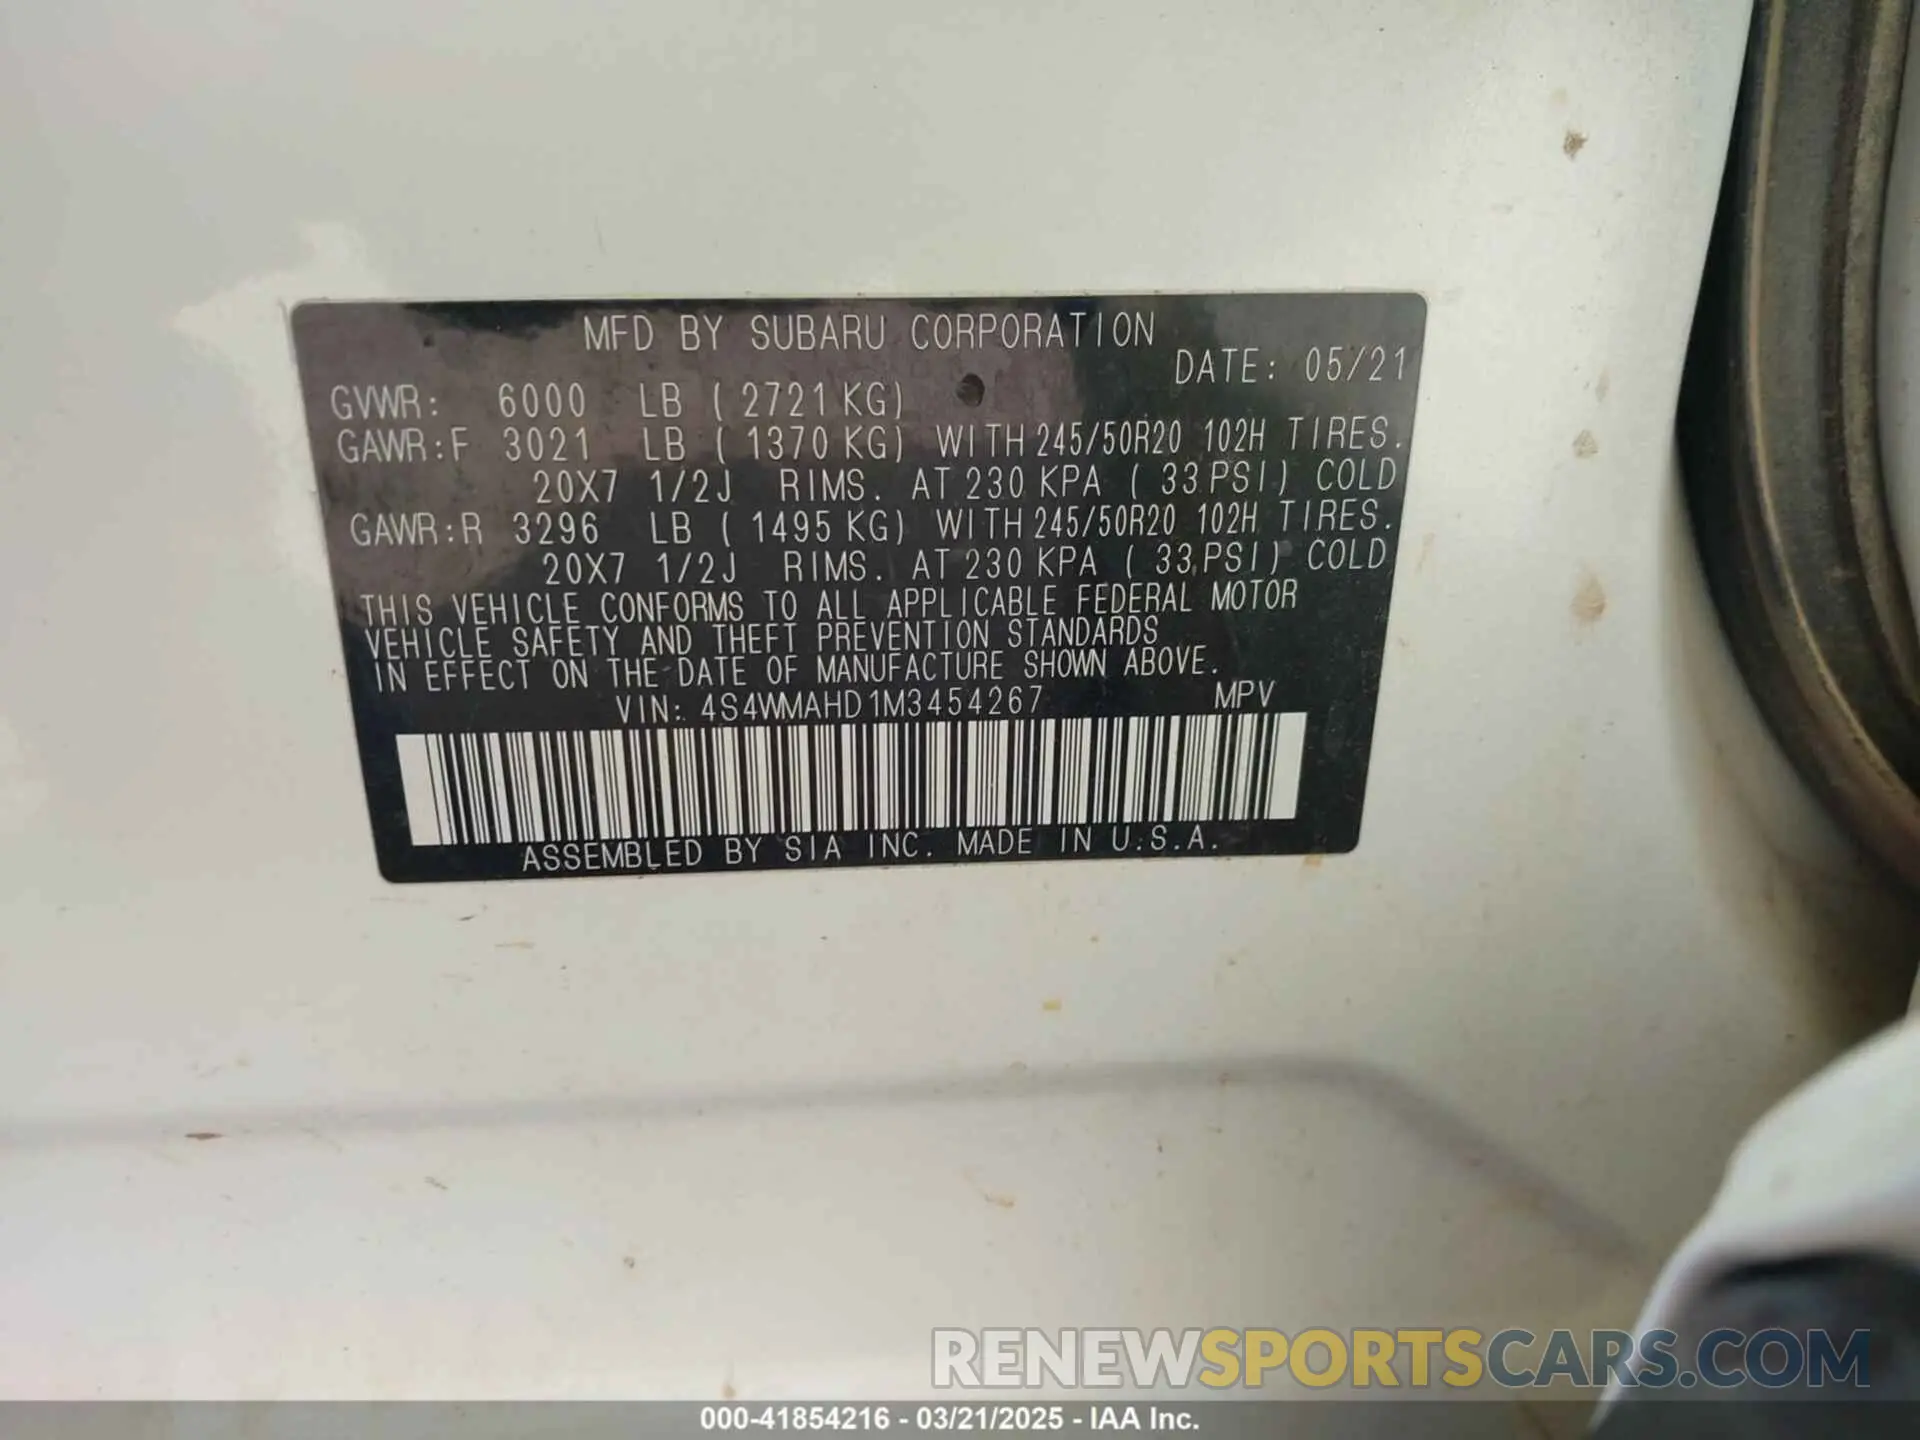 MFD BY SUBARU CORPORATION
DATE: 05/21
GVWR: 6000 LB ( 2721 KG)
GAWR:F 3021 LB ( 1370 KG) WITH 245/50R20 102H TIRES.
20X7 1/2J RIMS. AT 230 KPA ( 33 PSI) COLD
GAWR:R 3296 LB ( 1495 KG) WITH 245/50R20 102H TIRES.
20X7 1/2J RIMS. AT 230 KPA ( 33 PSI) COLD
THIS VEHICLE CONFORMS TO ALL APPLICABLE FEDERAL MOTOR
VEHICLE SAFETY AND THEFT PREVENTION STANDARDS
IN EFFECT ON THE DATE OF MANUFACTURE SHOWN ABOVE.
VIN: 4S4WMAHD1M3454267 MPV
ASSEMBLED BY SIA INC. MADE IN U.S.A.
RENEWSPORTSCARS.COM
000-41854216 - 03/21/2025 - IAA Inc.